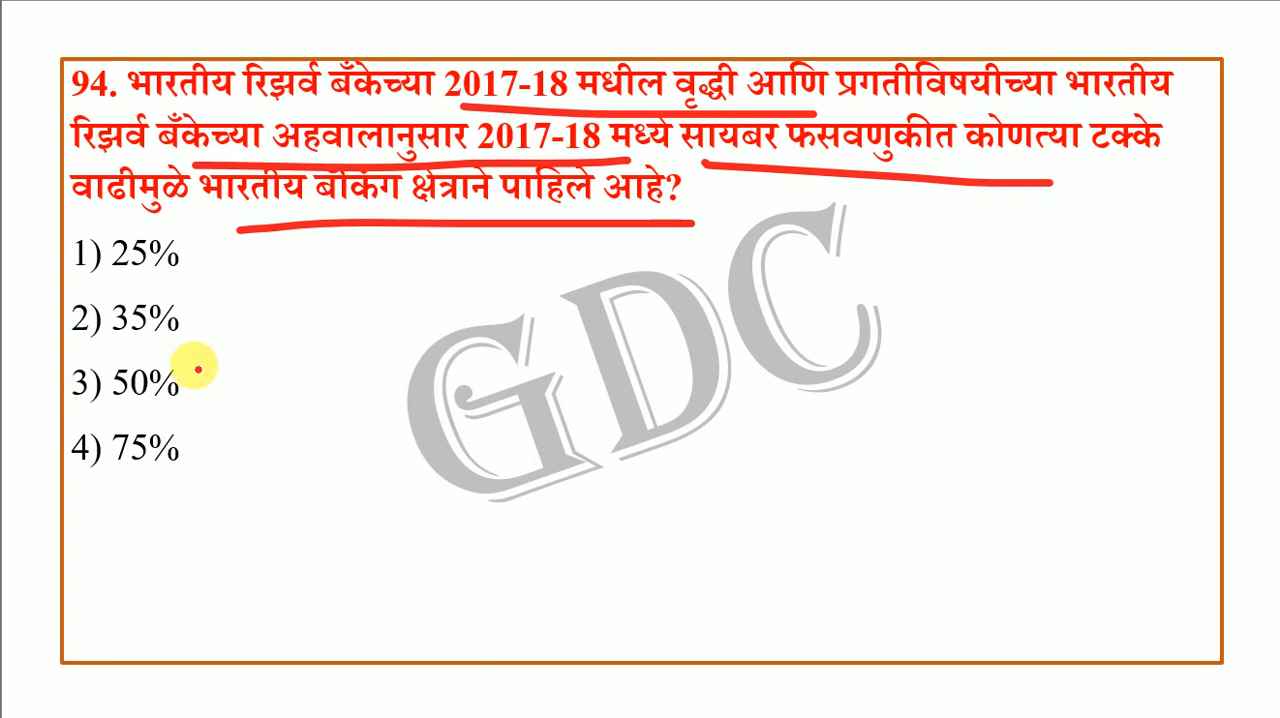 94. भारतीय रिझर्व बँकेच्या 2017-18 मधील वृद्धी आणि प्रगतीविषयीच्या भारतीय
रिझर्व बँकेच्या अहवालानुसार 2017-18 मध्ये सायबर फसवणुकीत कोणत्या टक्के
वाढीमुळे भारतीय बँकिंग क्षेत्राने पाहिले आहे?
1) 25%
2) 35%
3) 50%
4) 75%
GDC